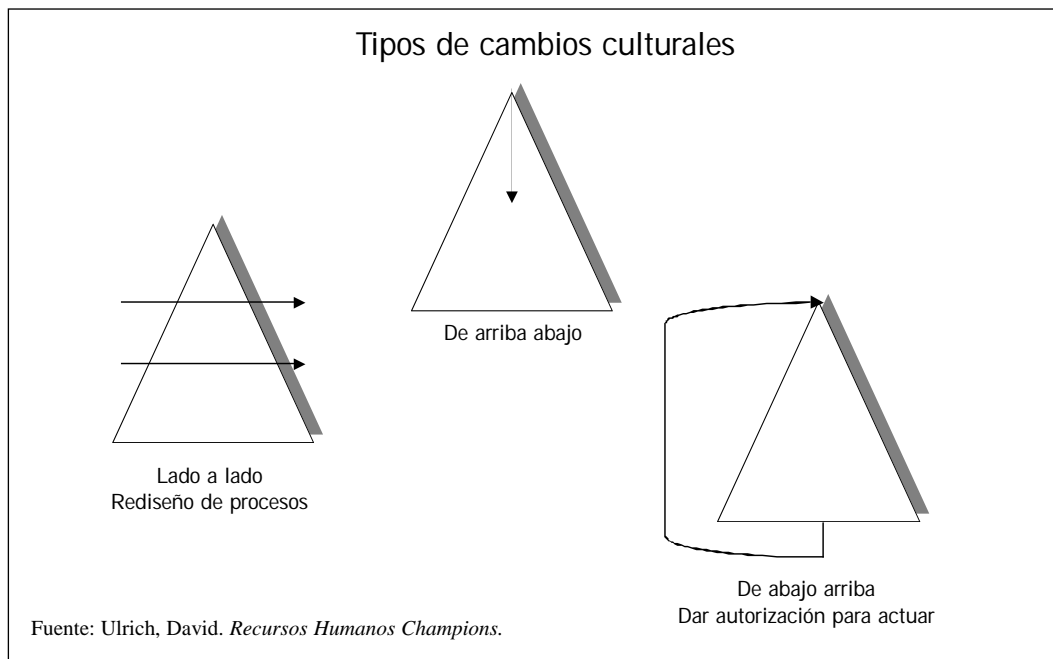 Tipos de cambios culturales
De arriba abajo
Lado a lado
Rediseño de procesos
De abajo arriba
Dar autorización para actuar
Fuente: Ulrich, David. Recursos Humanos Champions.